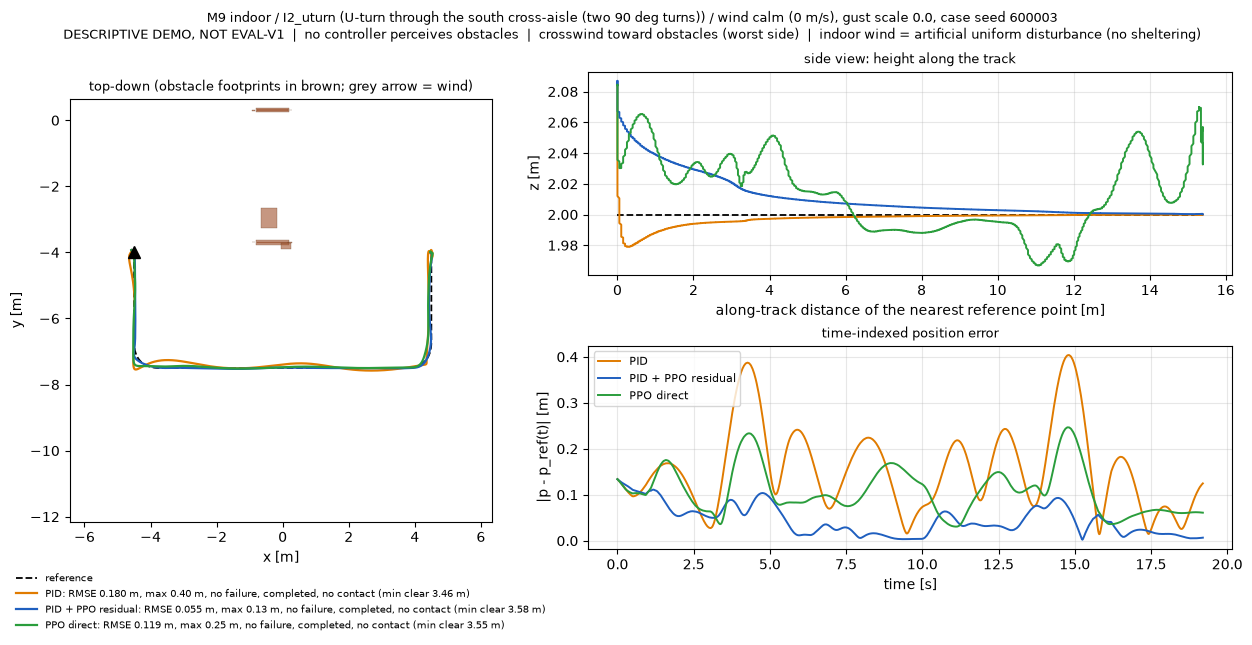 M9 indoor / I2_uturn (U-turn through the south cross-aisle (two 90 deg turns)) / wind calm (0 m/s), gust scale 0.0, case seed 600003
DESCRIPTIVE DEMO, NOT EVAL-V1 | no controller perceives obstacles | crosswind toward obstacles (worst side) | indoor wind = artificial uniform disturbance (no sheltering)
top-down (obstacle footprints in brown; grey arrow = wind)
0
−2
−4
−6
−8
−10
−12
y [m]
−6 −4 −2 0 2 4 6
x [m]
reference
PID: RMSE 0.180 m, max 0.40 m, no failure, completed, no contact (min clear 3.46 m)
PID + PPO residual: RMSE 0.055 m, max 0.13 m, no failure, completed, no contact (min clear 3.58 m)
PPO direct: RMSE 0.119 m, max 0.25 m, no failure, completed, no contact (min clear 3.55 m)
side view: height along the track
2.08
2.06
2.04
2.02
2.00
1.98
z [m]
0 2 4 6 8 10 12 14 16
along-track distance of the nearest reference point [m]
time-indexed position error
PID
PID + PPO residual
PPO direct
0.4
0.3
0.2
0.1
0.0
|p - p_ref(t)| [m]
0.0 2.5 5.0 7.5 10.0 12.5 15.0 17.5 20.0
time [s]